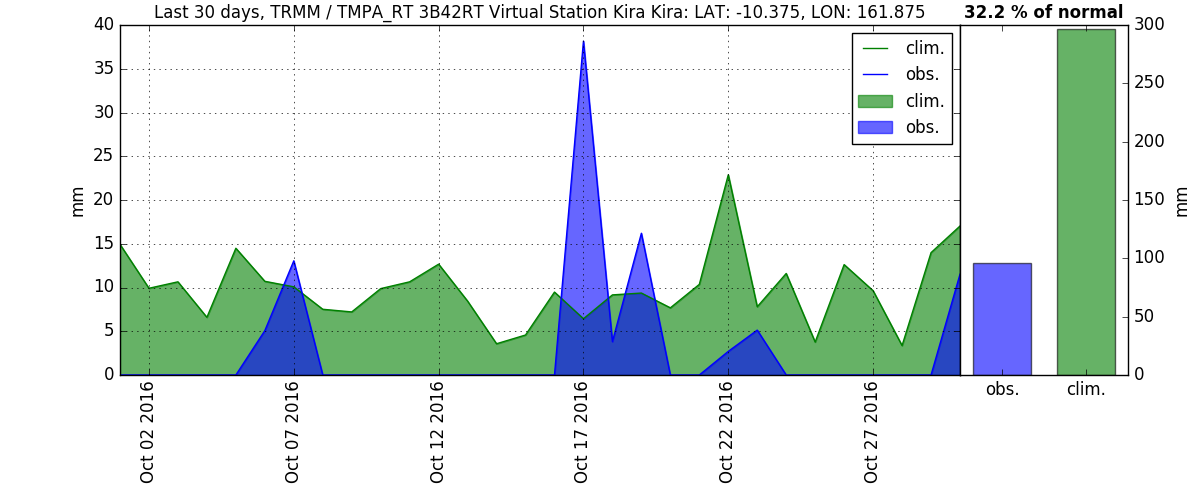 Last 30 days, TRMM / TMPA_RT 3B42RT Virtual Station Kira Kira: LAT: -10.375, LON: 161.875
32.2 % of normal
40
35
30
25
20
15
10
5
0
mm
clim.
obs.
clim.
obs.
300
250
200
150
100
50
0
mm
Oct 02 2016
Oct 07 2016
Oct 12 2016
Oct 17 2016
Oct 22 2016
Oct 27 2016
obs.
clim.